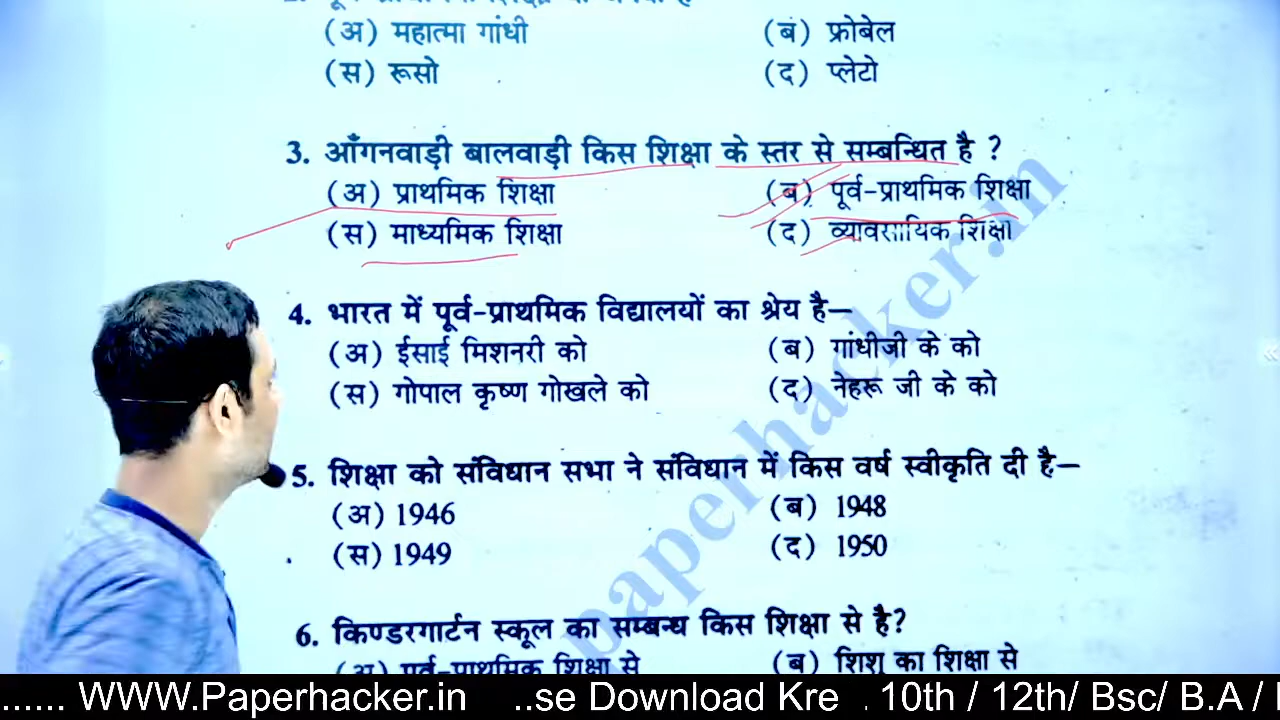 (अ) महात्मा गांधी (ब) फ्रोबेल
(स) रूसो (द) प्लेटो
3. आँगनवाड़ी बालवाड़ी किस शिक्षा के स्तर से सम्बन्धित है ?
(अ) प्राथमिक शिक्षा (ब) पूर्व-प्राथमिक शिक्षा
(स) माध्यमिक शिक्षा (द) व्यावसायिक शिक्षा
4. भारत में पूर्व-प्राथमिक विद्यालयों का श्रेय है—
(अ) ईसाई मिशनरी को (ब) गांधीजी के को
(स) गोपाल कृष्ण गोखले को (द) नेहरू जी के को
5. शिक्षा को संविधान सभा ने संविधान में किस वर्ष स्वीकृति दी है—
(अ) 1946 (ब) 1948
(स) 1949 (द) 1950
6. किण्डरगार्टन स्कूल का सम्बन्ध किस शिक्षा से है?
(अ) पूर्व-प्राथमिक शिक्षा से (ब) शिशु का शिक्षा से
paperhacker.in
...... WWW.Paperhacker.in ..se Download Kre . 10th / 12th/ Bsc/ B.A /